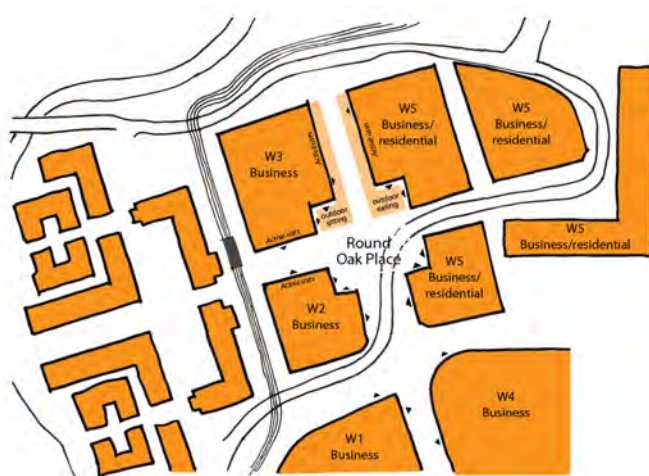 W5
Business/
residential
W5
Business/
residential
W3
Business
Active uses
Active uses
outdoor
sitting
outdoor
eating
Active uses
Round
Oak Place
W5
Business/residential
W5
Business/
residential
Active uses
W2
Business
W4
Business
W1
Business